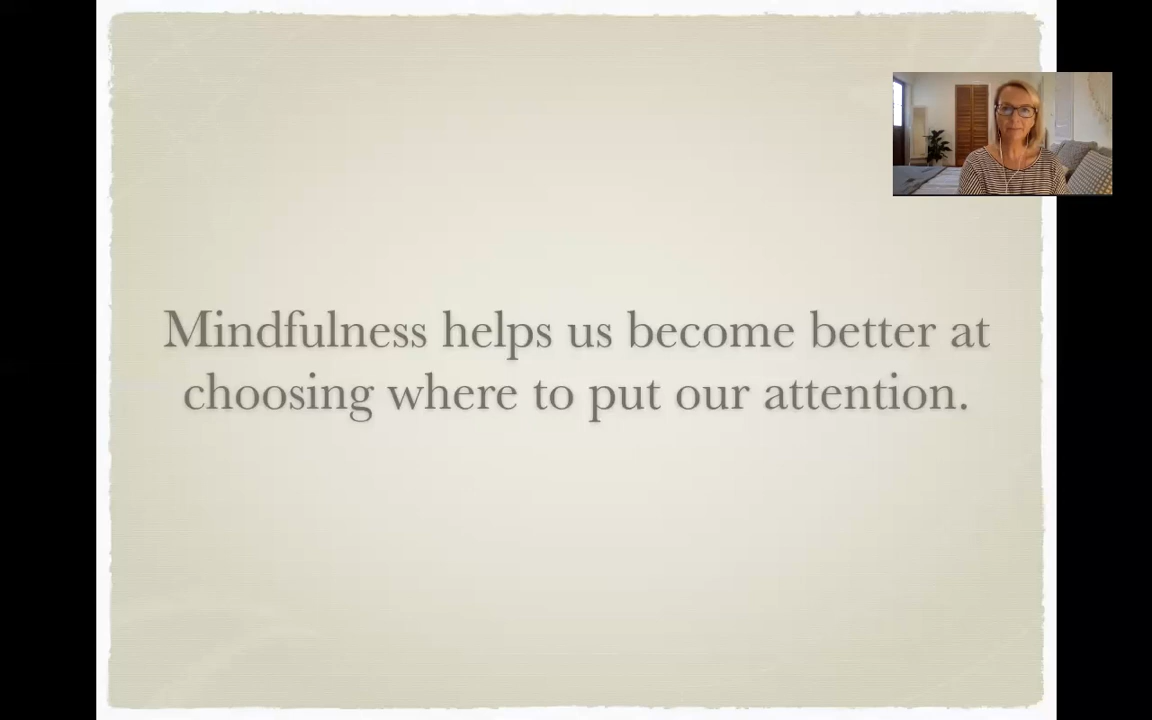 Mindfulness helps us become better at
choosing where to put our attention.